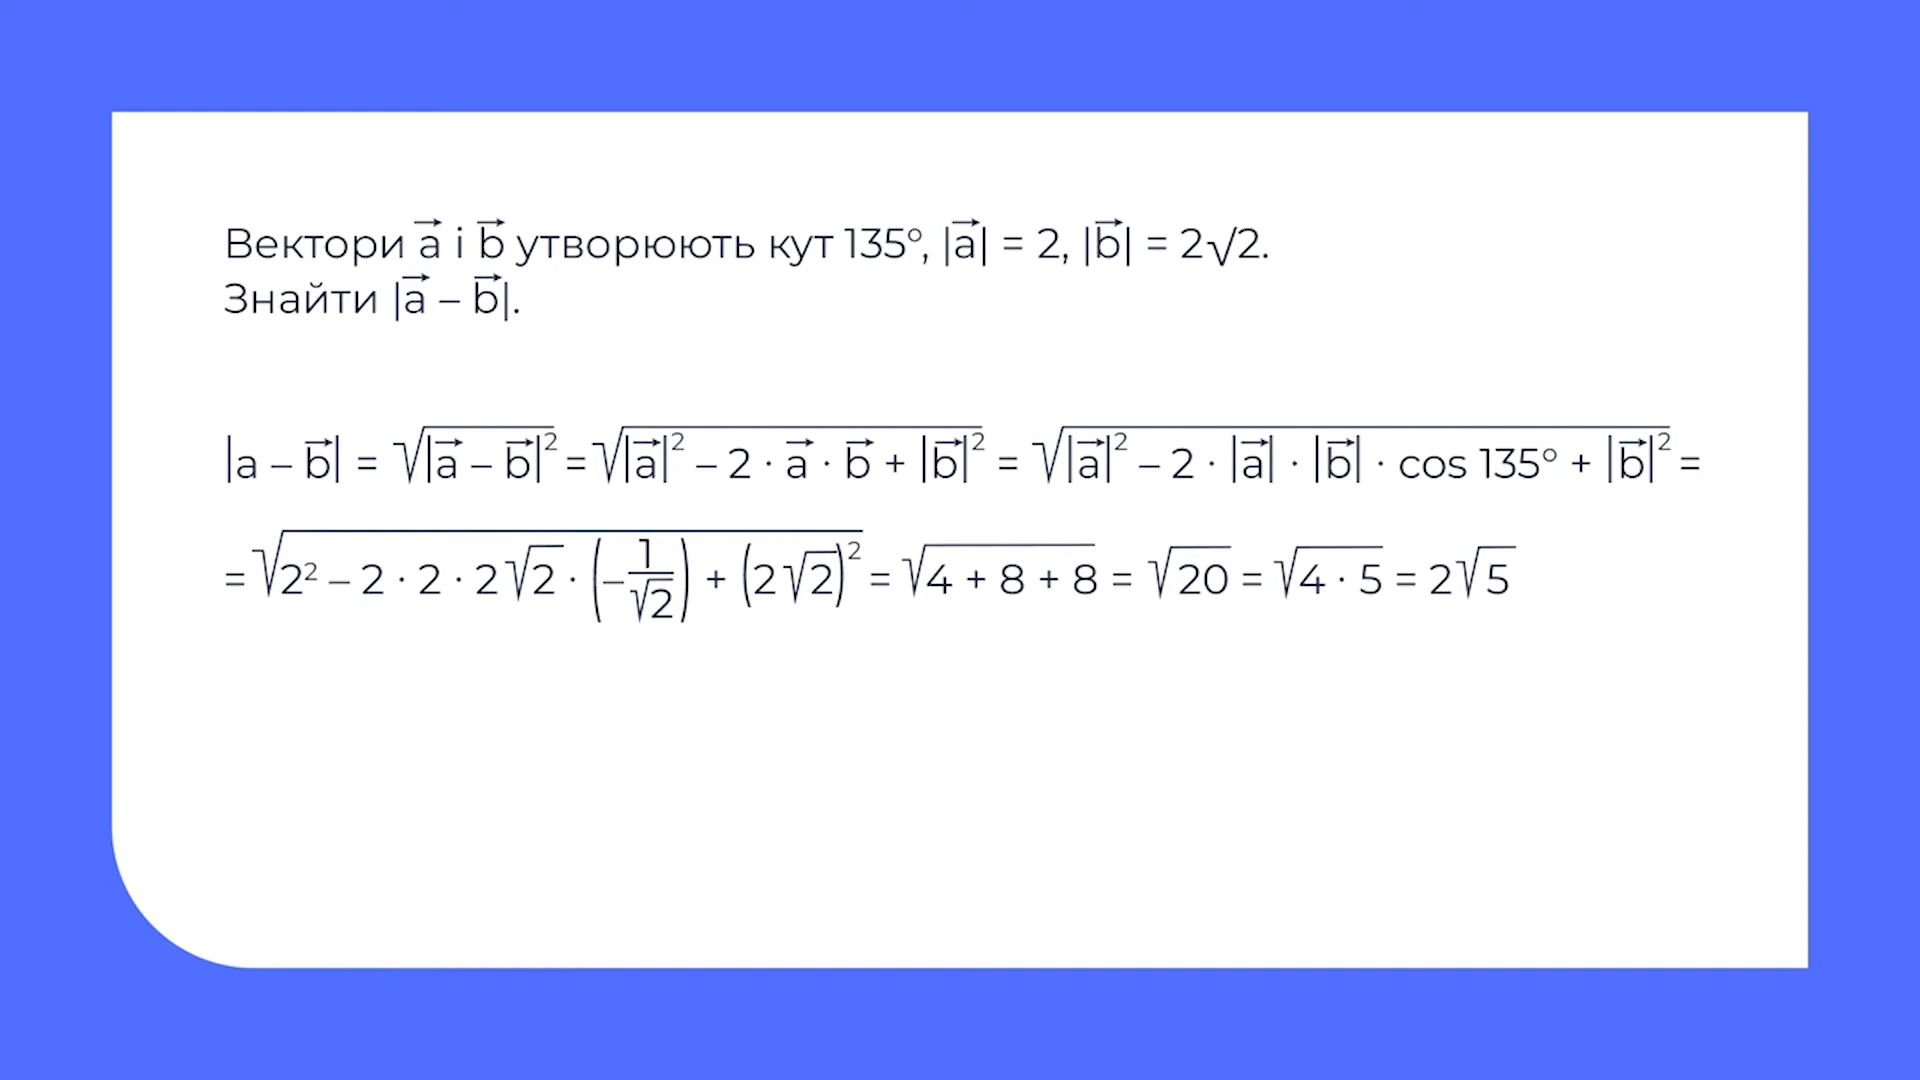 Вектори a⃗ і b⃗ утворюють кут 135°, |a⃗| = 2, |b⃗| = 2√2.
Знайти |a⃗ – b⃗|.
|a – b⃗| = √(|a⃗ – b⃗|²) = √(|a⃗|² – 2 · a⃗ · b⃗ + |b⃗|²) = √(|a⃗|² – 2 · |a⃗| · |b⃗| · cos 135° + |b⃗|²) =
= √(2² – 2 · 2 · 2√2 · (–1/√2) + (2√2)²) = √(4 + 8 + 8) = √20 = √(4 · 5) = 2√5